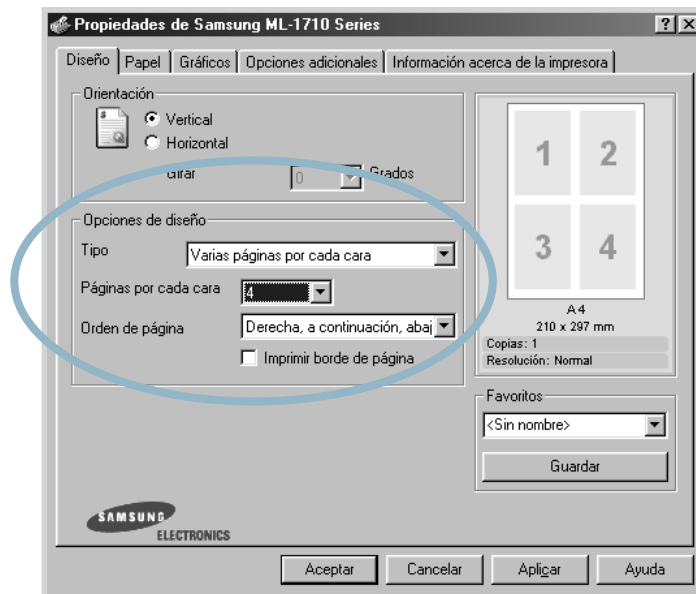 Propiedades de Samsung ML-1710 Series
Diseño Papel Gráficos Opciones adicionales Información acerca de la impresora
Orientación
Vertical
Horizontal
Girar 0 Grados
Opciones de diseño
Tipo Varias páginas por cada cara
Páginas por cada cara 4
Orden de página Derecha, a continuación, abaj
Imprimir borde de página
1 2
3 4
A4
210 x 297 mm
Copias: 1
Resolución: Normal
Favoritos
<Sin nombre>
Guardar
SAMSUNG
ELECTRONICS
Aceptar Cancelar Aplicar Ayuda